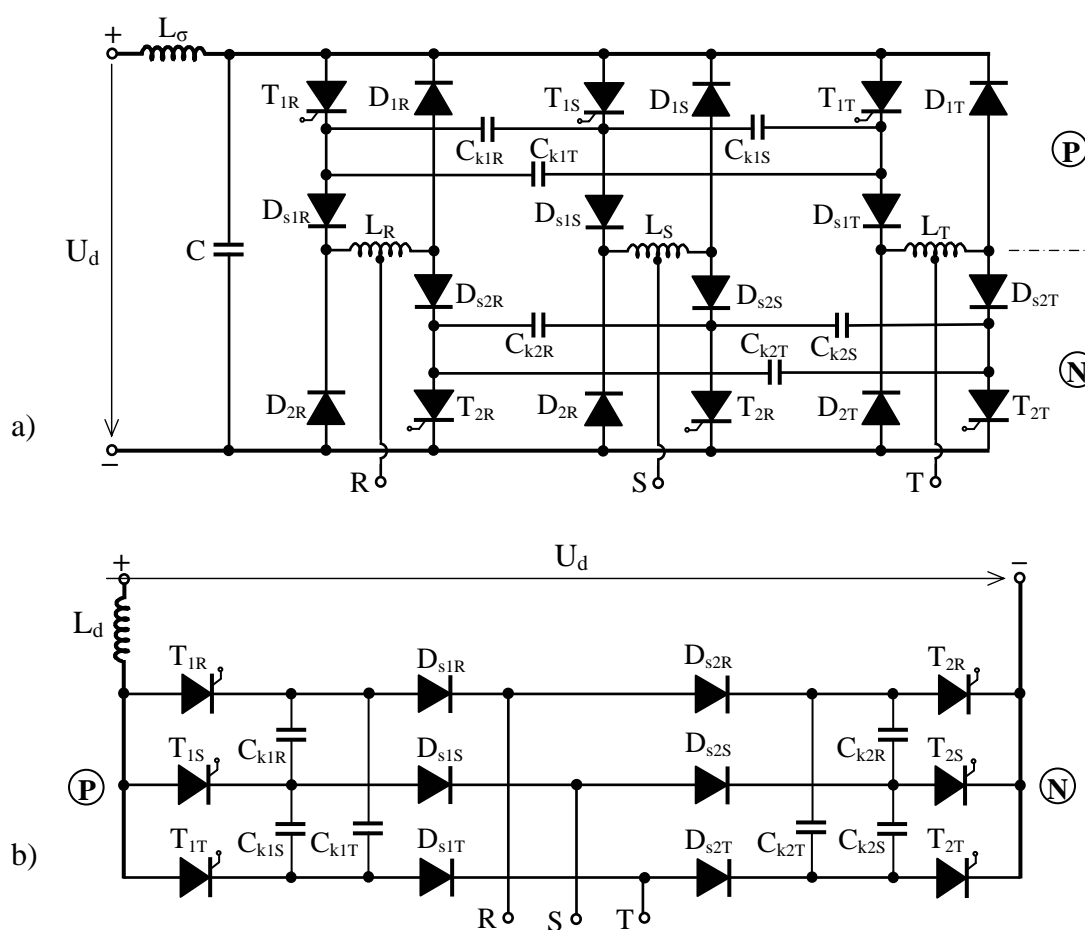 a)
+ Lσ
T1R D1R T1S D1S T1T D1T
Ck1R Ck1T Ck1S
P
Ds1R LR Ds1S LS Ds1T LT
Ud C
Ds2R Ds2S Ds2T
Ck2R Ck2T Ck2S
N
D2R T2R D2R T2R D2T T2T
−
R S T
b)
Ud
+ −
Ld
T1R Ds1R Ds2R T2R
Ck1R Ck2R
T1S Ds1S Ds2S T2S
P N
T1T Ck1S Ck1T Ds1T Ds2T Ck2T Ck2S T2T
R S T